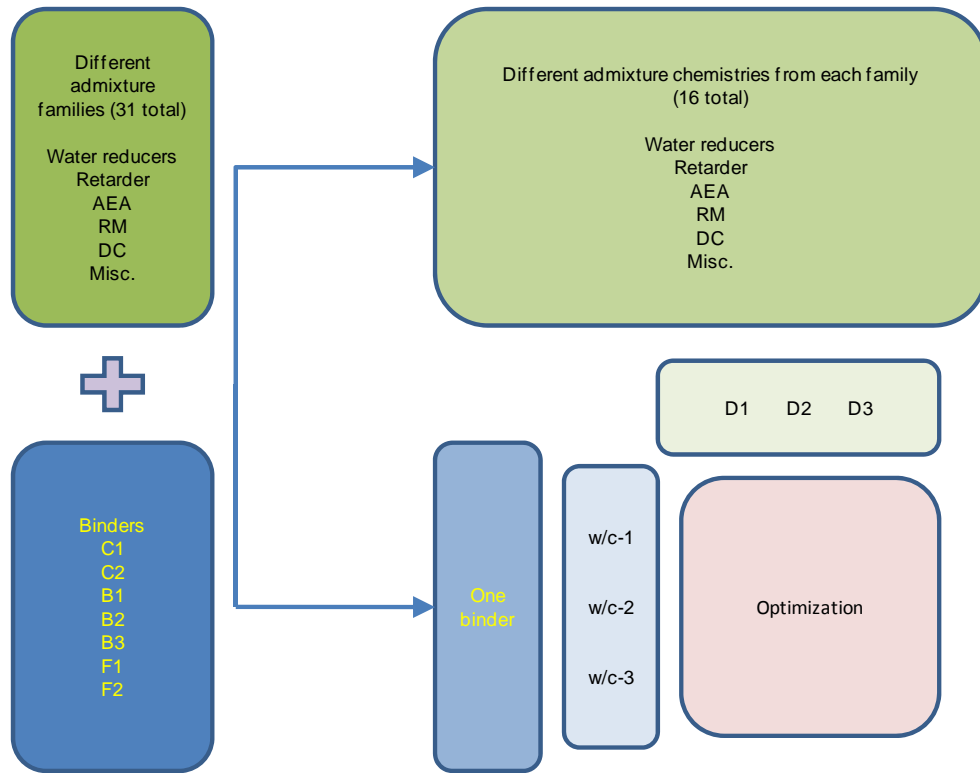 Different
admixture
families (31 total)
Water reducers
Retarder
AEA
RM
DC
Misc.
Different admixture chemistries from each family
(16 total)
Water reducers
Retarder
AEA
RM
DC
Misc.
D1 D2 D3
Binders
C1
C2
B1
B2
B3
F1
F2
One
binder
w/c-1
w/c-2
w/c-3
Optimization